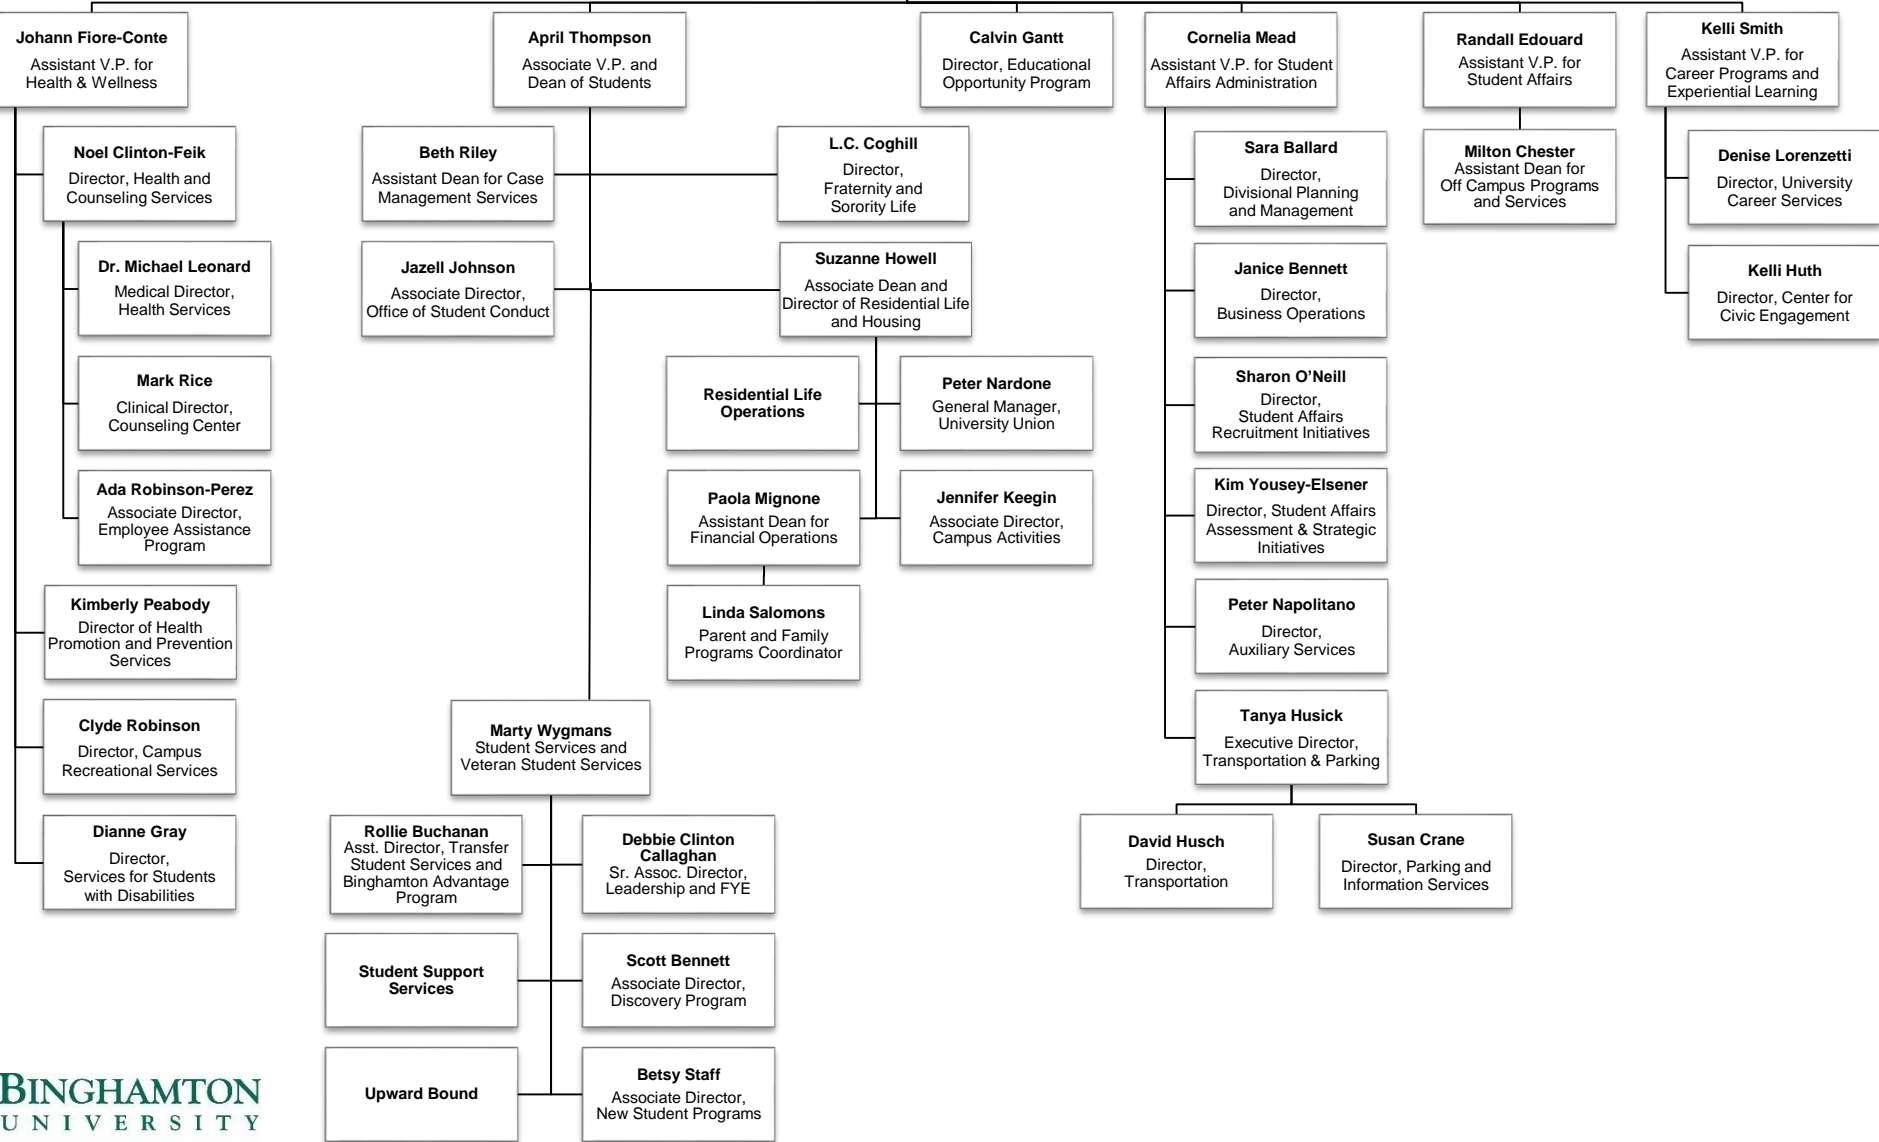 Johann Fiore-Conte
Assistant V.P. for
Health & Wellness
Noel Clinton-Feik
Director, Health and
Counseling Services
Dr. Michael Leonard
Medical Director,
Health Services
Mark Rice
Clinical Director,
Counseling Center
Ada Robinson-Perez
Associate Director,
Employee Assistance
Program
Kimberly Peabody
Director of Health
Promotion and Prevention
Services
Clyde Robinson
Director, Campus
Recreational Services
Dianne Gray
Director,
Services for Students
with Disabilities
April Thompson
Associate V.P. and
Dean of Students
Beth Riley
Assistant Dean for Case
Management Services
L.C. Coghill
Director,
Fraternity and
Sorority Life
Jazell Johnson
Associate Director,
Office of Student Conduct
Suzanne Howell
Associate Dean and
Director of Residential Life
and Housing
Residential Life
Operations
Peter Nardone
General Manager,
University Union
Paola Mignone
Assistant Dean for
Financial Operations
Jennifer Keegin
Associate Director,
Campus Activities
Linda Salomons
Parent and Family
Programs Coordinator
Marty Wygmans
Student Services and
Veteran Student Services
Rollie Buchanan
Asst. Director, Transfer
Student Services and
Binghamton Advantage
Program
Debbie Clinton
Callaghan
Sr. Assoc. Director,
Leadership and FYE
Student Support
Services
Scott Bennett
Associate Director,
Discovery Program
Upward Bound
Betsy Staff
Associate Director,
New Student Programs
Calvin Gantt
Director, Educational
Opportunity Program
Cornelia Mead
Assistant V.P. for Student
Affairs Administration
Sara Ballard
Director,
Divisional Planning
and Management
Janice Bennett
Director,
Business Operations
Sharon O’Neill
Director,
Student Affairs
Recruitment Initiatives
Kim Yousey-Elsener
Director, Student Affairs
Assessment & Strategic
Initiatives
Peter Napolitano
Director,
Auxiliary Services
Tanya Husick
Executive Director,
Transportation & Parking
David Husch
Director,
Transportation
Susan Crane
Director, Parking and
Information Services
Randall Edouard
Assistant V.P. for
Student Affairs
Milton Chester
Assistant Dean for
Off Campus Programs
and Services
Kelli Smith
Assistant V.P. for
Career Programs and
Experiential Learning
Denise Lorenzetti
Director, University
Career Services
Kelli Huth
Director, Center for
Civic Engagement
BINGHAMTON
UNIVERSITY